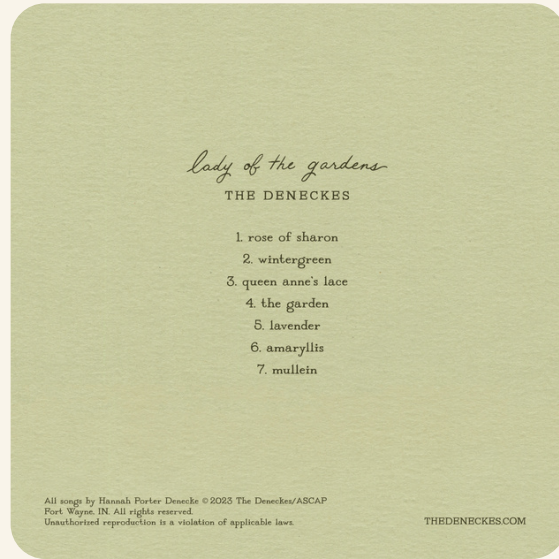 lady of the gardens
THE DENECKES
1. rose of sharon
2. wintergreen
3. queen anne's lace
4. the garden
5. lavender
6. amaryllis
7. mullein
All songs by Hannah Porter Denecke © 2023 The Deneckes/ASCAP
Fort Wayne, IN. All rights reserved.
Unauthorized reproduction is a violation of applicable laws.
THEDENECKES.COM